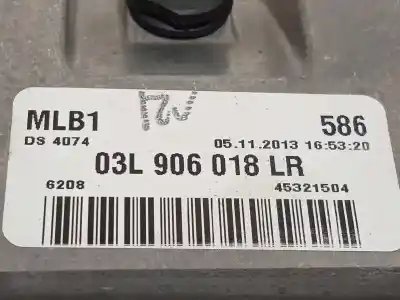 MLB1 586
DS 4074 05.11.2013 16:53:20
03L 906 018 LR
6208 45321504